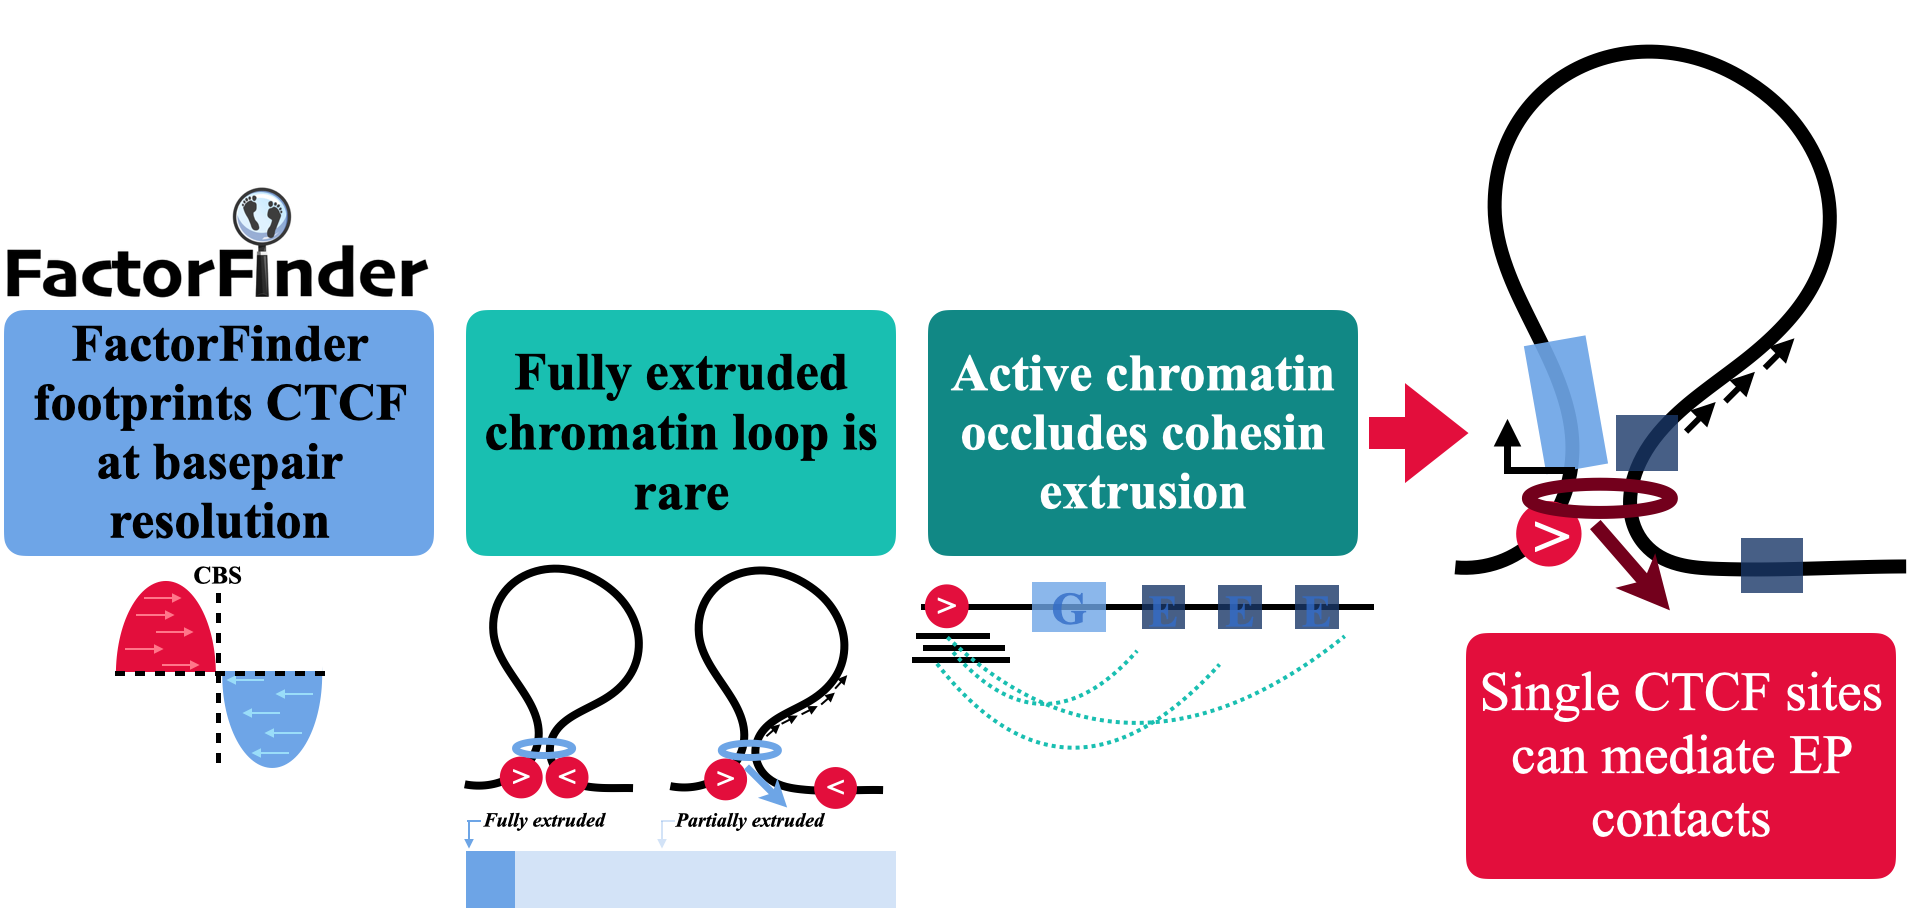 FactorFinder
FactorFinder
footprints CTCF
at basepair
resolution
CBS
Fully extruded
chromatin loop is
rare
> < > <
Fully extruded
Partially extruded
Active chromatin
occludes cohesin
extrusion
> G E E E
>
Single CTCF sites
can mediate EP
contacts